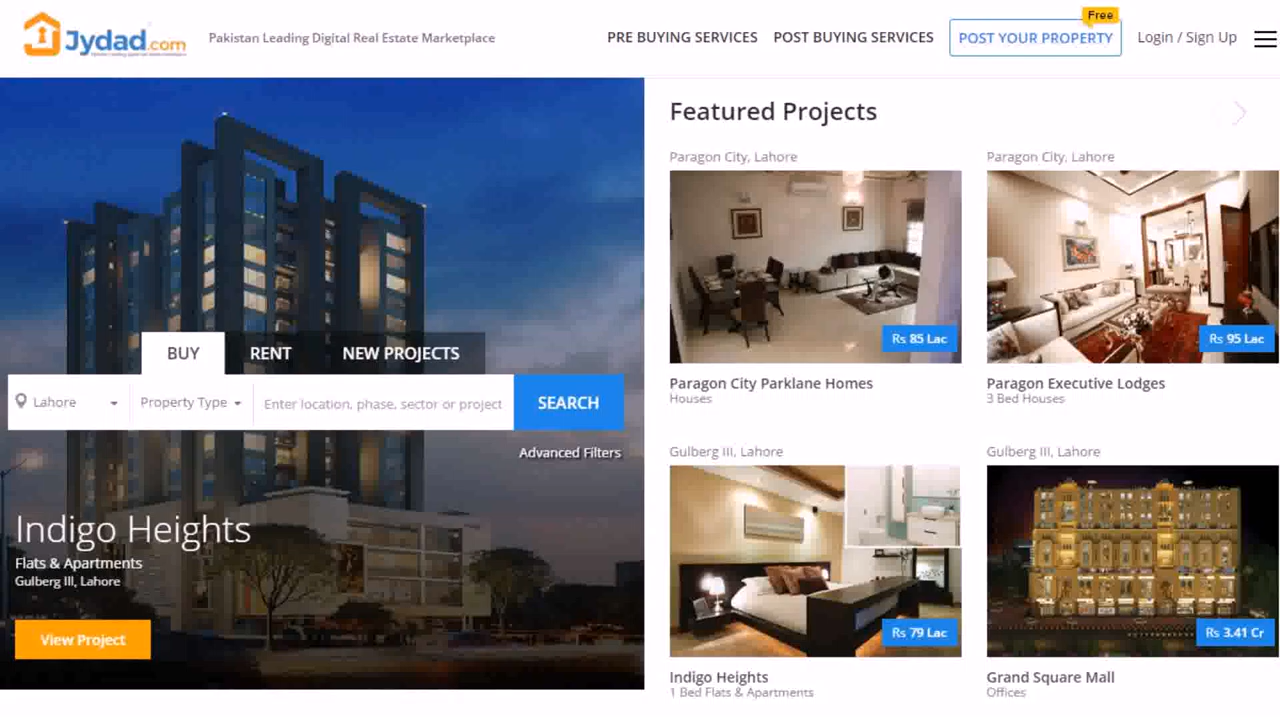 Jydad.com
Pakistan Leading Digital Real Estate Marketplace
PRE BUYING SERVICES
POST BUYING SERVICES
Free
POST YOUR PROPERTY
Login / Sign Up
BUY
RENT
NEW PROJECTS
Lahore
Property Type
Enter location, phase, sector or project
SEARCH
Advanced Filters
Indigo Heights
Flats & Apartments
Gulberg III, Lahore
View Project
Featured Projects
Paragon City, Lahore
Rs 85 Lac
Paragon City Parklane Homes
Houses
Paragon City, Lahore
Rs 95 Lac
Paragon Executive Lodges
3 Bed Houses
Gulberg III, Lahore
Rs 79 Lac
Indigo Heights
1 Bed Flats & Apartments
Gulberg III, Lahore
Rs 3.41 Cr
Grand Square Mall
Offices